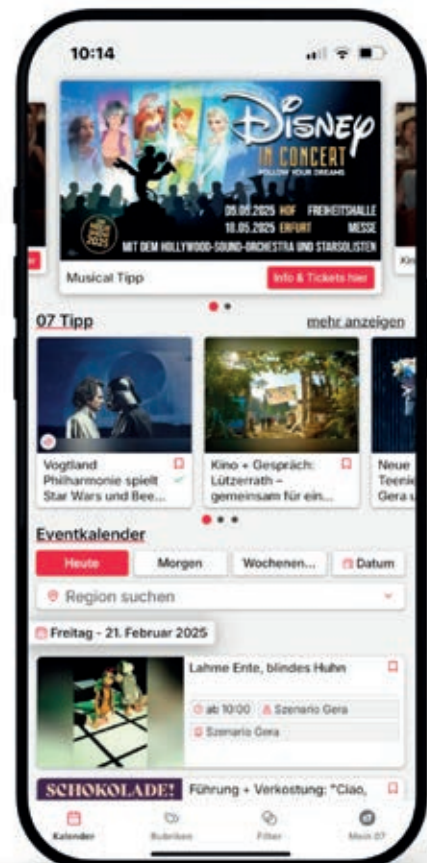 10:14
DISNEY
IN CONCERT
FOLLOW YOUR DREAMS
09.05.2025 HOF FREIHEITSHALLE
10.05.2025 ERFURT MESSE
MIT DEM HOLLYWOOD-SOUND-ORCHESTRA UND STARSOLISTEN
Musical Tipp
Info & Tickets hier
07 Tipp
mehr anzeigen
Vogtland
Philharmonie spielt
Star Wars und Bee...
Kino + Gespräch:
Lützerrath –
gemeinsam für ein...
Neue
Teenie
Gera u
Eventkalender
Heute
Morgen
Wochenen...
Datum
Region suchen
Freitag - 21. Februar 2025
Lahme Ente, blindes Huhn
ab 10:00
Szenario Gera
Szenario Gera
SCHOKOLADE!
Führung + Verkostung: "Ciao,
Kalender
Rubriken
Filter
Mein 07